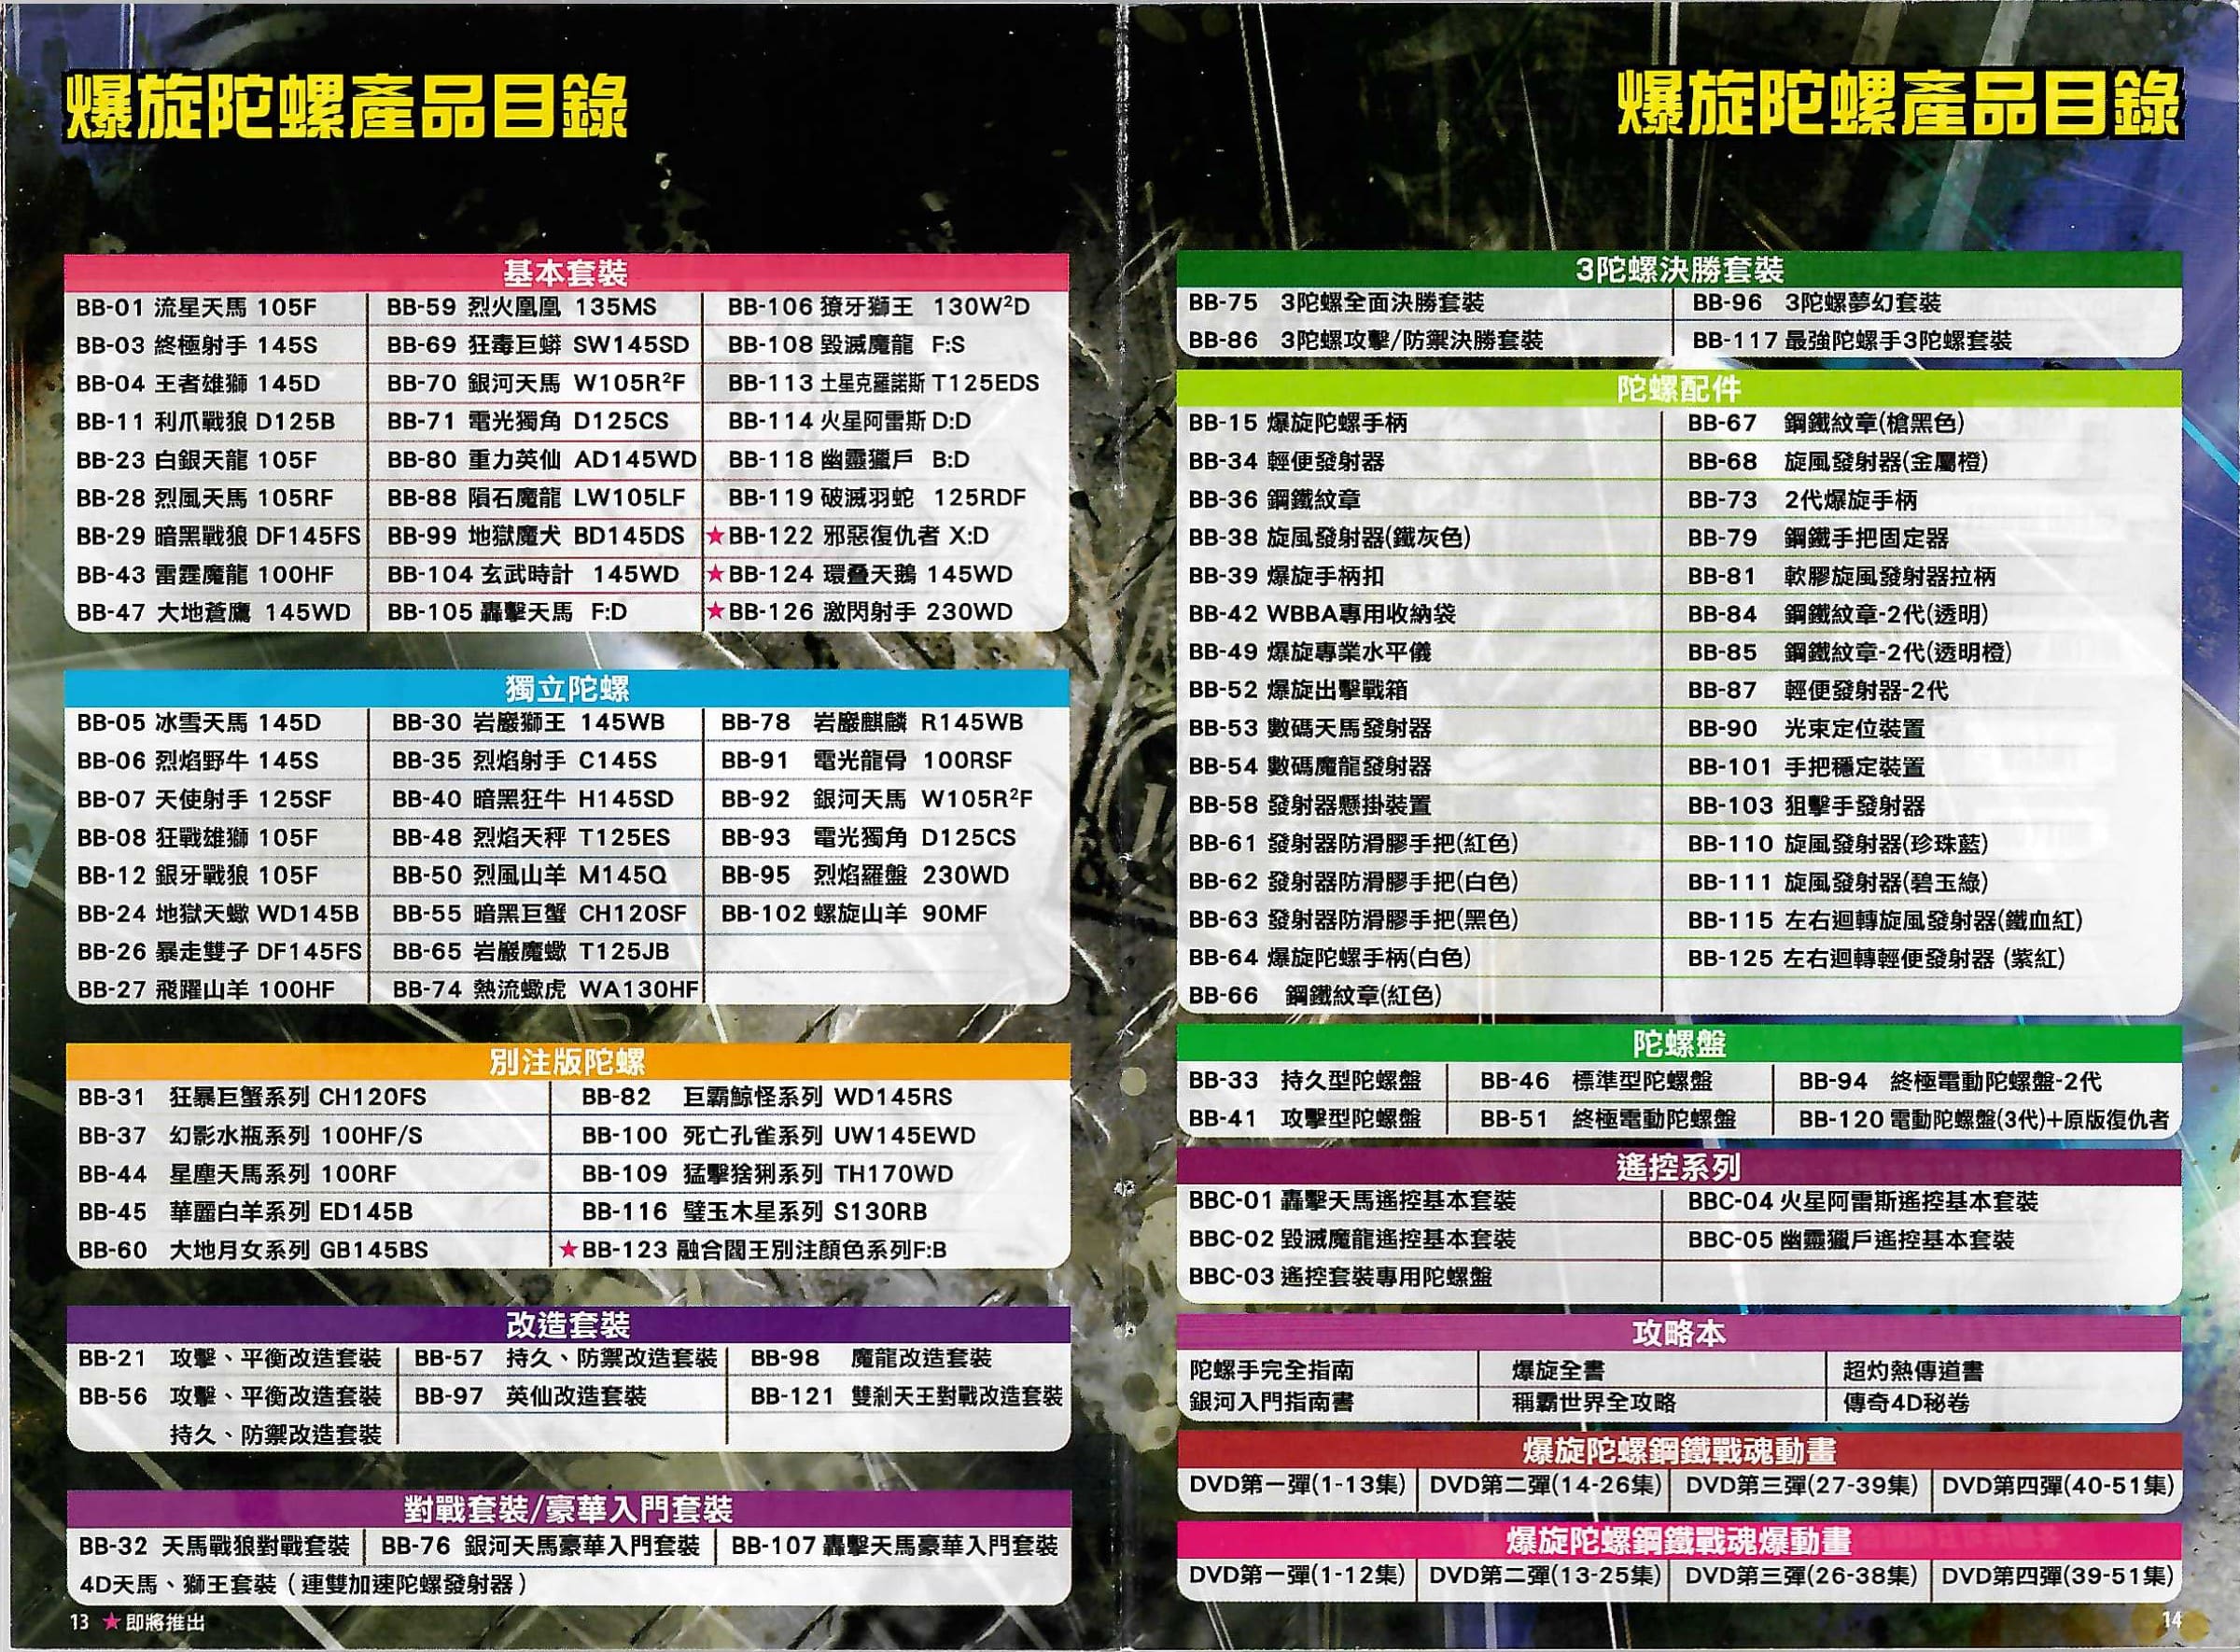 爆旋陀螺產品目錄
基本套裝
BB-01 流星天馬 105F BB-59 烈火鳳凰 135MS BB-106 獠牙獅王 130W²D
BB-03 終極射手 145S BB-69 狂毒巨蟒 SW145SD BB-108 毀滅魔龍 F:S
BB-04 王者雄獅 145D BB-70 銀河天馬 W105R²F BB-113 土星克羅諾斯 T125EDS
BB-11 利爪戰狼 D125B BB-71 電光獨角 D125CS BB-114 火星阿雷斯 D:D
BB-23 白銀天龍 105F BB-80 重力英仙 AD145WD BB-118 幽靈獵戶 B:D
BB-28 烈風天馬 105RF BB-88 隕石魔龍 LW105LF BB-119 破滅羽蛇 125RDF
BB-29 暗黑戰狼 DF145FS BB-99 地獄魔犬 BD145DS ★BB-122 邪惡復仇者 X:D
BB-43 雷霆魔龍 100HF BB-104 玄武時計 145WD ★BB-124 環叠天鵝 145WD
BB-47 大地蒼鷹 145WD BB-105 轟擊天馬 F:D ★BB-126 激閃射手 230WD
獨立陀螺
BB-05 冰雪天馬 145D BB-30 岩巖獅王 145WB BB-78 岩巖麒麟 R145WB
BB-06 烈焰野牛 145S BB-35 烈焰射手 C145S BB-91 電光龍骨 100RSF
BB-07 天使射手 125SF BB-40 暗黑狂牛 H145SD BB-92 銀河天馬 W105R²F
BB-08 狂戰雄獅 105F BB-48 烈焰天秤 T125ES BB-93 電光獨角 D125CS
BB-12 銀牙戰狼 105F BB-50 烈風山羊 M145Q BB-95 烈焰羅盤 230WD
BB-24 地獄天蠍 WD145B BB-55 暗黑巨蟹 CH120SF BB-102 螺旋山羊 90MF
BB-26 暴走雙子 DF145FS BB-65 岩巖魔蠍 T125JB
BB-27 飛躍山羊 100HF BB-74 熱流蠍虎 WA130HF
別注版陀螺
BB-31 狂暴巨蟹系列 CH120FS BB-82 巨霸鯨怪系列 WD145RS
BB-37 幻影水瓶系列 100HF/S BB-100 死亡孔雀系列 UW145EWD
BB-44 星塵天馬系列 100RF BB-109 猛擊猞猁系列 TH170WD
BB-45 華麗白羊系列 ED145B BB-116 璧玉木星系列 S130RB
BB-60 大地月女系列 GB145BS ★BB-123 融合閻王別注顏色系列F:B
改造套裝
BB-21 攻擊、平衡改造套裝 BB-57 持久、防禦改造套裝 BB-98 魔龍改造套裝
BB-56 攻擊、平衡改造套裝 BB-97 英仙改造套裝 BB-121 雙剎天王對戰改造套裝
持久、防禦改造套裝
對戰套裝/豪華入門套裝
BB-32 天馬戰狼對戰套裝 BB-76 銀河天馬豪華入門套裝 BB-107 轟擊天馬豪華入門套裝
4D天馬、獅王套裝(連雙加速陀螺發射器)
13 ★即將推出
爆旋陀螺產品目錄
3陀螺決勝套裝
BB-75 3陀螺全面決勝套裝 BB-96 3陀螺夢幻套裝
BB-86 3陀螺攻擊/防禦決勝套裝 BB-117 最強陀螺手3陀螺套裝
陀螺配件
BB-15 爆旋陀螺手柄 BB-67 鋼鐵紋章(槍黑色)
BB-34 輕便發射器 BB-68 旋風發射器(金屬橙)
BB-36 鋼鐵紋章 BB-73 2代爆旋手柄
BB-38 旋風發射器(鐵灰色) BB-79 鋼鐵手把固定器
BB-39 爆旋手柄扣 BB-81 軟膠旋風發射器拉柄
BB-42 WBBA專用收納袋 BB-84 鋼鐵紋章-2代(透明)
BB-49 爆旋專業水平儀 BB-85 鋼鐵紋章-2代(透明橙)
BB-52 爆旋出擊戰箱 BB-87 輕便發射器-2代
BB-53 數碼天馬發射器 BB-90 光束定位裝置
BB-54 數碼魔龍發射器 BB-101 手把穩定裝置
BB-58 發射器懸掛裝置 BB-103 狙擊手發射器
BB-61 發射器防滑膠手把(紅色) BB-110 旋風發射器(珍珠藍)
BB-62 發射器防滑膠手把(白色) BB-111 旋風發射器(碧玉綠)
BB-63 發射器防滑膠手把(黑色) BB-115 左右迴轉旋風發射器(鐵血紅)
BB-64 爆旋陀螺手柄(白色) BB-125 左右迴轉輕便發射器 (紫紅)
BB-66 鋼鐵紋章(紅色)
陀螺盤
BB-33 持久型陀螺盤 BB-46 標準型陀螺盤 BB-94 終極電動陀螺盤-2代
BB-41 攻擊型陀螺盤 BB-51 終極電動陀螺盤 BB-120 電動陀螺盤(3代)+原版復仇者
遙控系列
BBC-01 轟擊天馬遙控基本套裝 BBC-04 火星阿雷斯遙控基本套裝
BBC-02 毀滅魔龍遙控基本套裝 BBC-05 幽靈獵戶遙控基本套裝
BBC-03 遙控套裝專用陀螺盤
攻略本
陀螺手完全指南 爆旋全書 超灼熱傳道書
銀河入門指南書 稱霸世界全攻略 傳奇4D秘卷
爆旋陀螺鋼鐵戰魂動畫
DVD第一彈(1-13集) DVD第二彈(14-26集) DVD第三彈(27-39集) DVD第四彈(40-51集)
爆旋陀螺鋼鐵戰魂爆動畫
DVD第一彈(1-12集) DVD第二彈(13-25集) DVD第三彈(26-38集) DVD第四彈(39-51集)
14